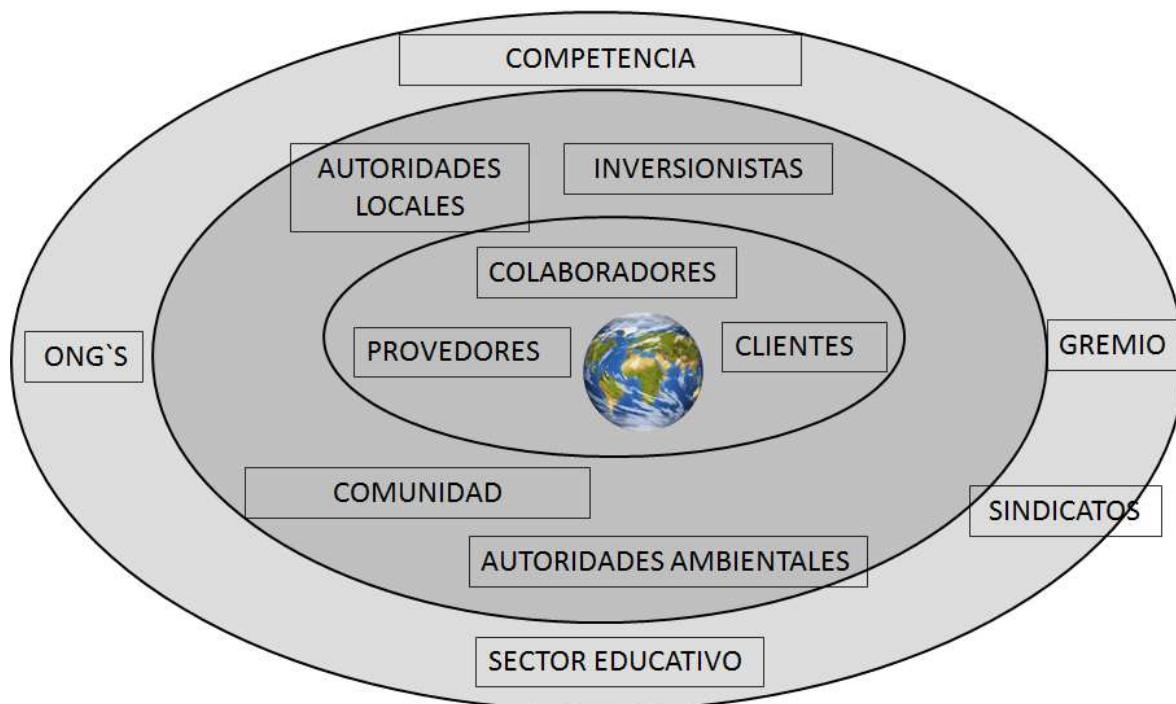 COMPETENCIA
AUTORIDADES
LOCALES
INVERSIONISTAS
COLABORADORES
ONG`S
PROVEDORES
CLIENTES
GREMIO
COMUNIDAD
SINDICATOS
AUTORIDADES AMBIENTALES
SECTOR EDUCATIVO